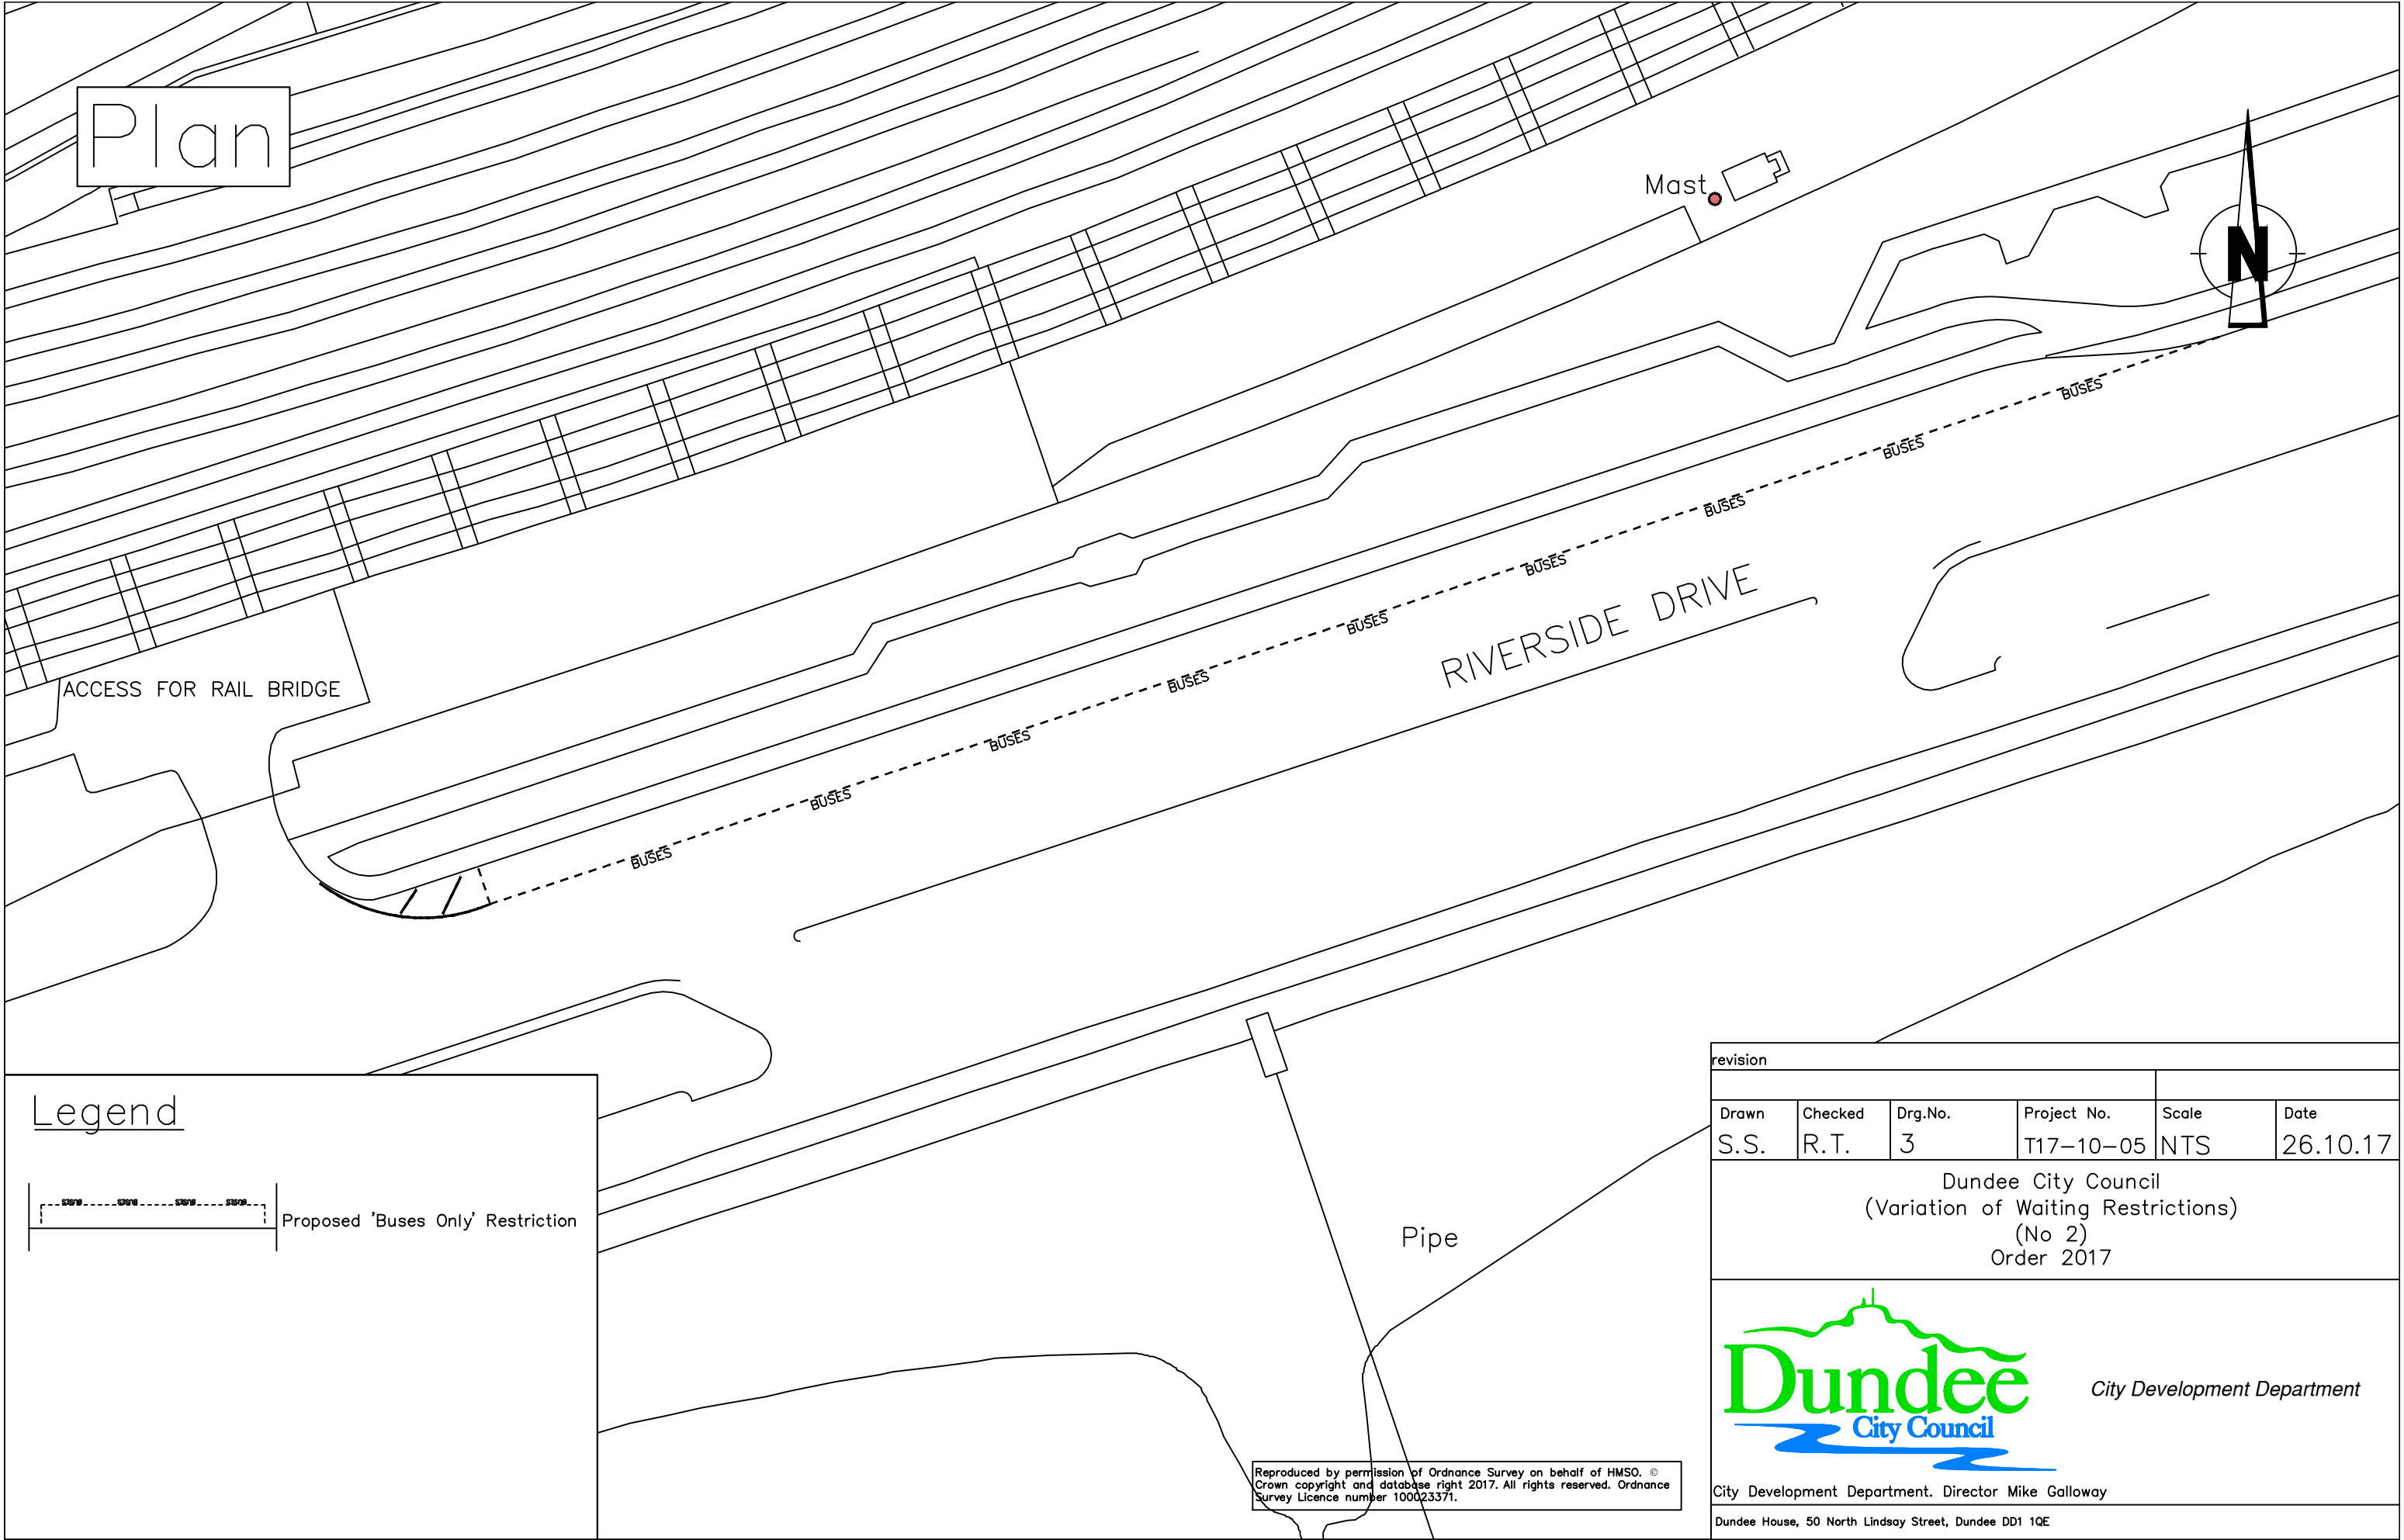 Plan
Mast
N
BUSES
BUSES
BUSES
BUSES
BUSES
BUSES
BUSES
BUSES
BUSES
RIVERSIDE DRIVE
ACCESS FOR RAIL BRIDGE
Legend
BUSES BUSES BUSES BUSES
Proposed 'Buses Only' Restriction
Pipe
Reproduced by permission of Ordnance Survey on behalf of HMSO. ©
Crown copyright and database right 2017. All rights reserved. Ordnance
Survey Licence number 100023371.
revision
Drawn Checked Drg.No. Project No. Scale Date
S.S. R.T. 3 T17-10-05 NTS 26.10.17
Dundee City Council
(Variation of Waiting Restrictions)
(No 2)
Order 2017
Dundee
City Council
City Development Department
City Development Department. Director Mike Galloway
Dundee House, 50 North Lindsay Street, Dundee DD1 1QE